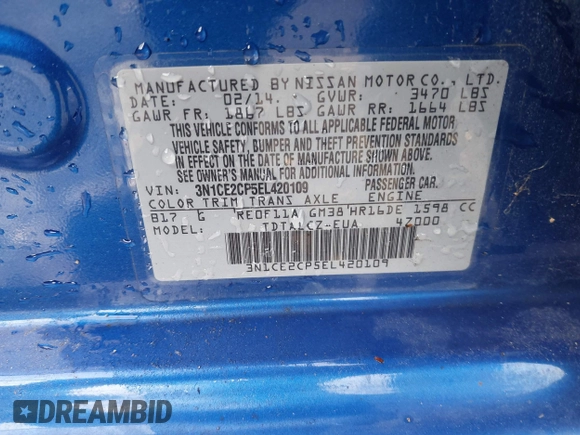 MANUFACTURED BY NISSAN MOTOR CO., LTD.
DATE: 02/14 GVWR: 3470 LBS
GAWR FR: 1867 LBS GAWR RR: 1664 LBS
THIS VEHICLE CONFORMS TO ALL APPLICABLE FEDERAL MOTOR
VEHICLE SAFETY, BUMPER AND THEFT PREVENTION STANDARDS
IN EFFECT ON THE DATE OF MANUFACTURE SHOWN ABOVE.
SEE OWNER'S MANUAL FOR ADDITIONAL INFORMATION.
VIN: 3N1CE2CP5EL420109 PASSENGER CAR.
COLOR TRIM TRANS AXLE ENGINE
B17 G RE0F11A GM38 HR16DE 1598 CC
MODEL: TDTALCZ-EUA 4Z000
3N1CE2CP5EL420109
DREAMBID